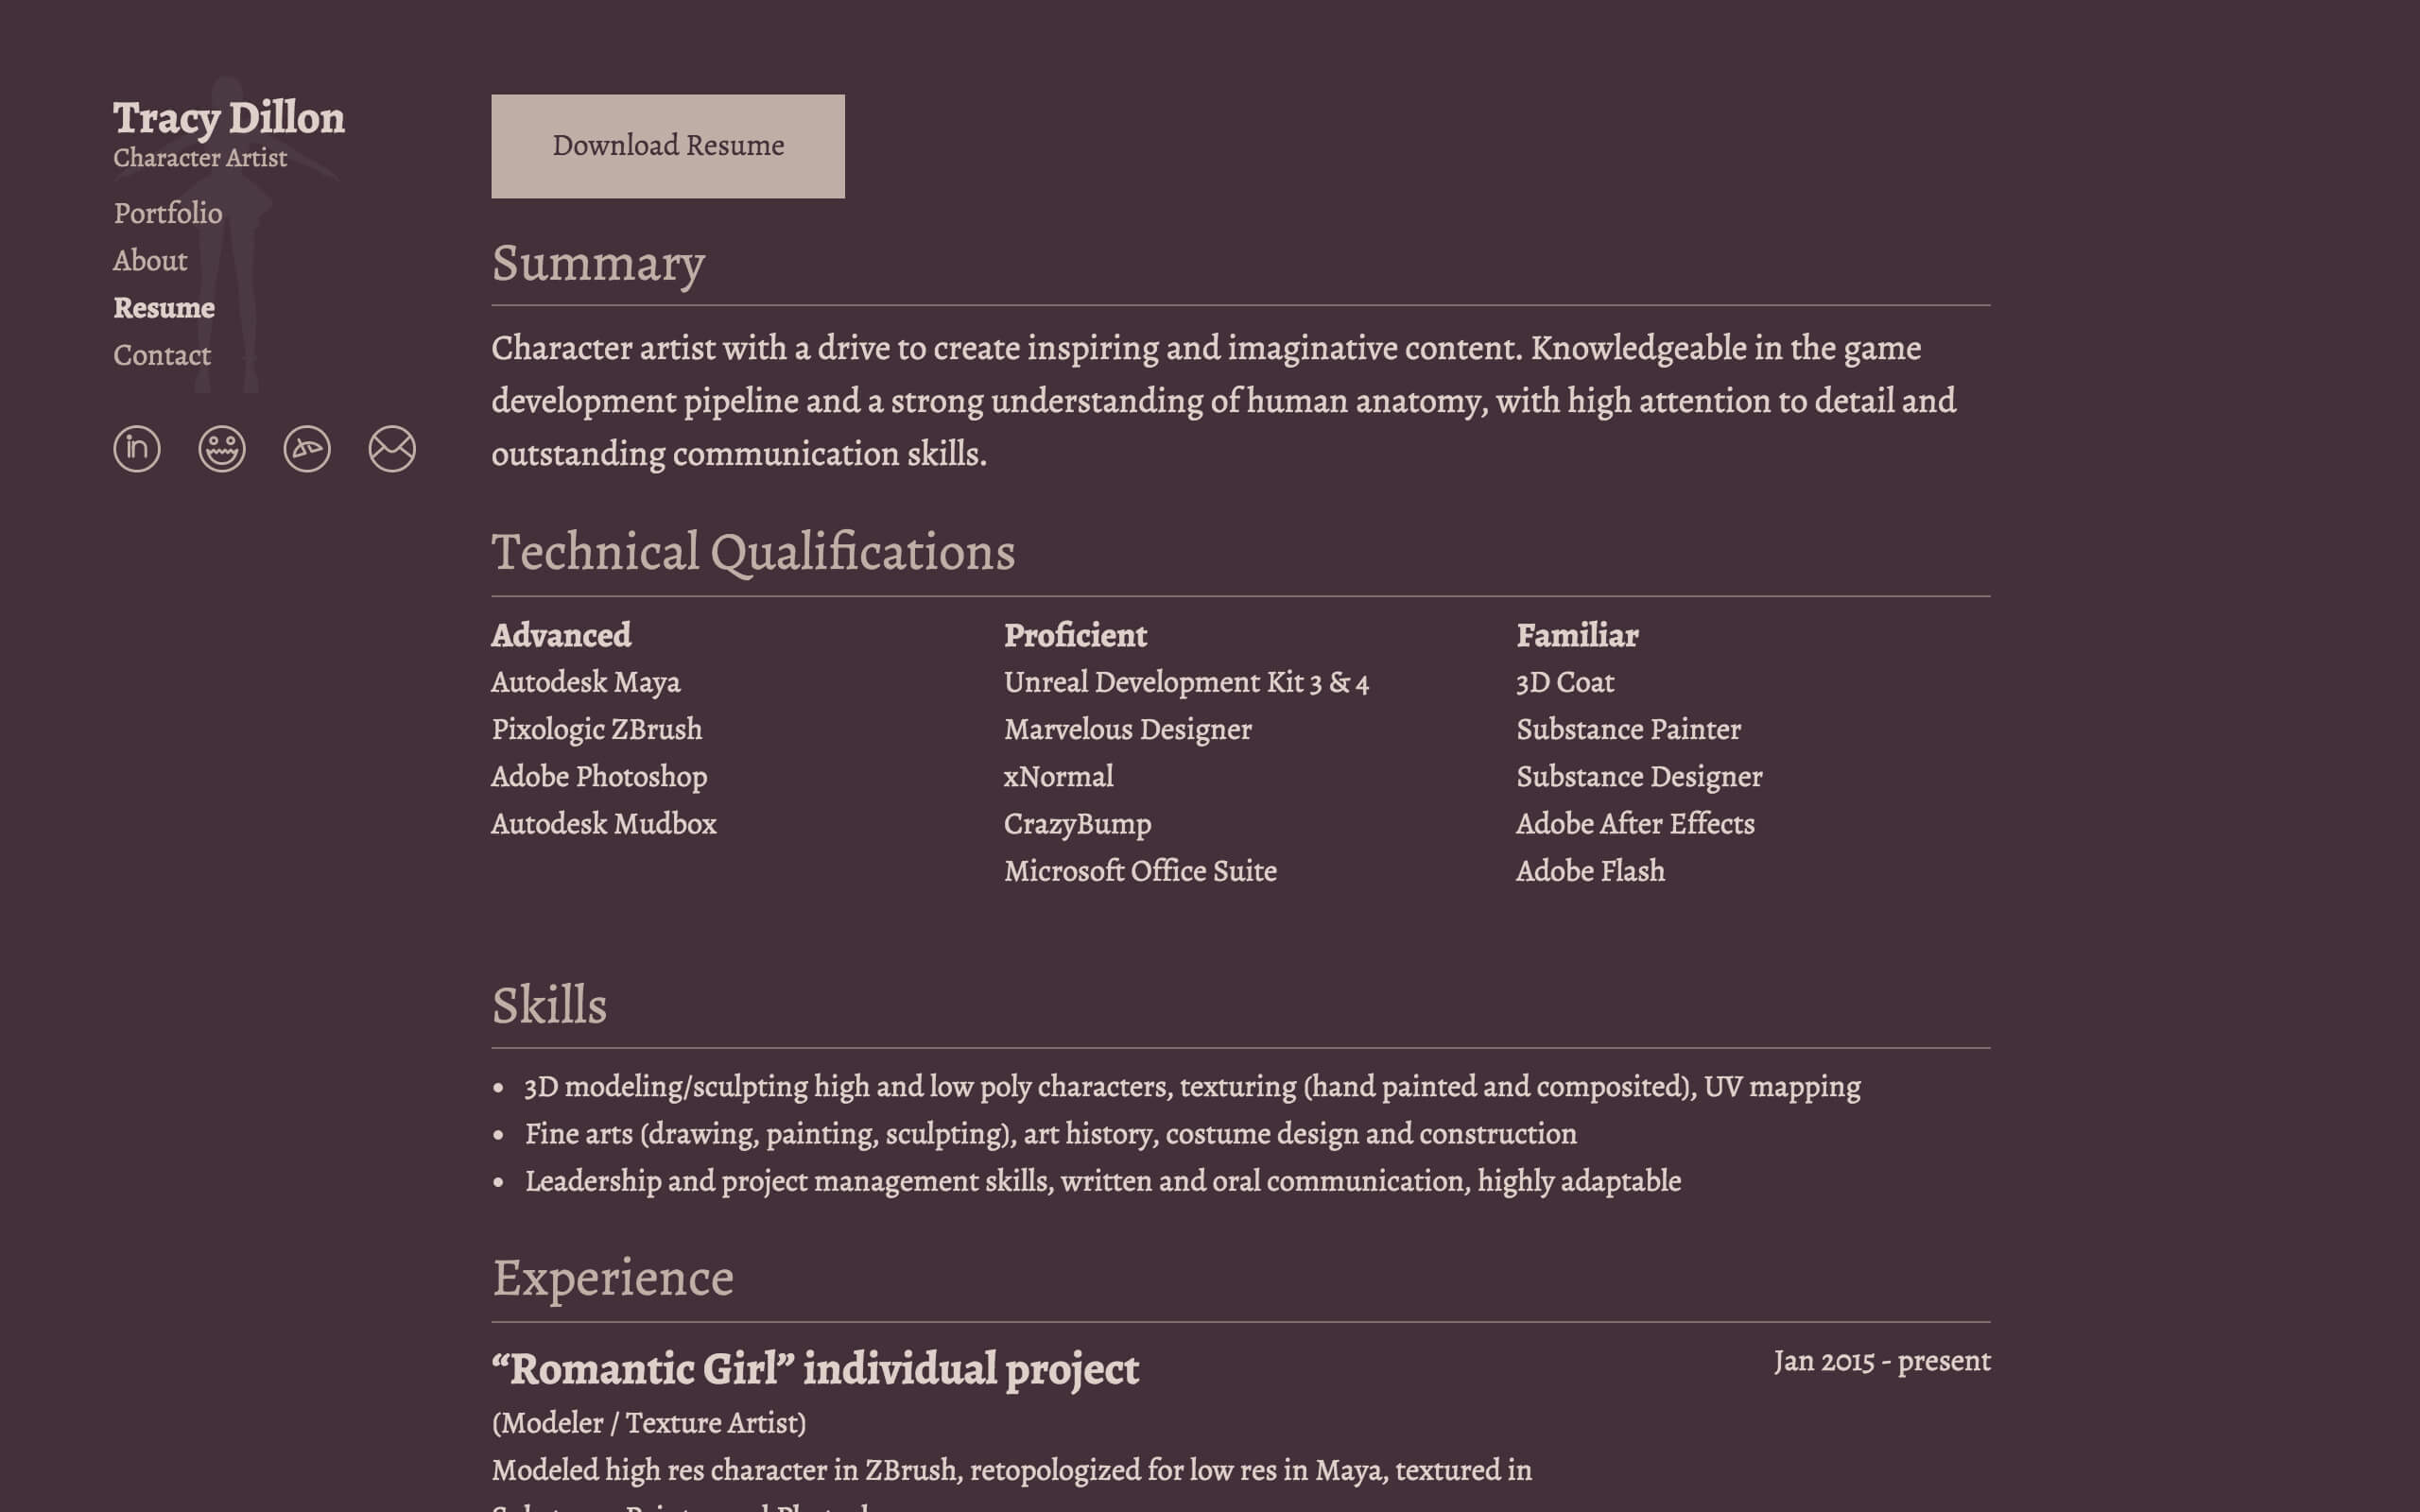 Tracy Dillon
Character Artist
Portfolio
About
Resume
Contact
in
Download Resume
Summary
Character artist with a drive to create inspiring and imaginative content. Knowledgeable in the game
development pipeline and a strong understanding of human anatomy, with high attention to detail and
outstanding communication skills.
Technical Qualifications
Advanced
Autodesk Maya
Pixologic ZBrush
Adobe Photoshop
Autodesk Mudbox
Proficient
Unreal Development Kit 3 & 4
Marvelous Designer
xNormal
CrazyBump
Microsoft Office Suite
Familiar
3D Coat
Substance Painter
Substance Designer
Adobe After Effects
Adobe Flash
Skills
• 3D modeling/sculpting high and low poly characters, texturing (hand painted and composited), UV mapping
• Fine arts (drawing, painting, sculpting), art history, costume design and construction
• Leadership and project management skills, written and oral communication, highly adaptable
Experience
“Romantic Girl” individual project
Jan 2015 - present
(Modeler / Texture Artist)
Modeled high res character in ZBrush, retopologized for low res in Maya, textured in